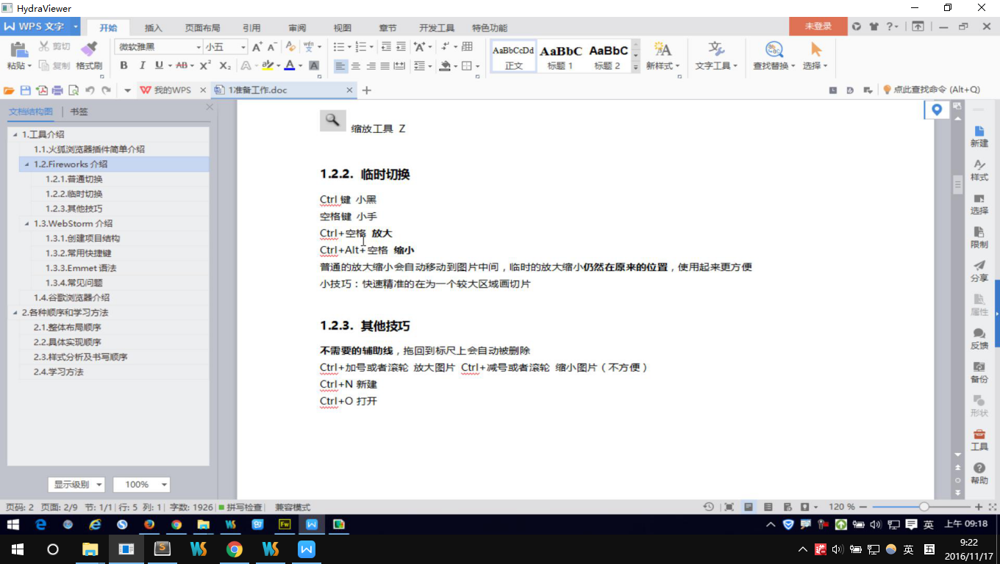 HydraViewer
WPS 文字
开始 插入 页面布局 引用 审阅 视图 章节 开发工具 特色功能
未登录
粘贴 剪切 复制 格式刷
微软雅黑 小五
B I U AB X² X₂
AaBbCcDd AaBbC AaBbC
正文 标题 1 标题 2
新样式 文字工具 查找替换 选择
我的WPS
1准备工作.doc
点此查找命令 (Alt+Q)
文档结构图 书签
1.工具介绍
1.1.火狐浏览器插件简单介绍
1.2.Fireworks 介绍
1.2.1.普通切换
1.2.2.临时切换
1.2.3.其他技巧
1.3.WebStorm 介绍
1.3.1.创建项目结构
1.3.2.常用快捷键
1.3.3.Emmet 语法
1.3.4.常见问题
1.4.谷歌浏览器介绍
2.各种顺序和学习方法
2.1.整体布局顺序
2.2.具体实现顺序
2.3.样式分析及书写顺序
2.4.学习方法
显示级别 100%
缩放工具 Z
1.2.2. 临时切换
Ctrl 键 小黑
空格键 小手
Ctrl+空格 放大
Ctrl+Alt+空格 缩小
普通的放大缩小会自动移动到图片中间，临时的放大缩小仍然在原来的位置，使用起来更方便
小技巧：快速精准的在为一个较大区域画切片
1.2.3. 其他技巧
不需要的辅助线，拖回到标尺上会自动被删除
Ctrl+加号或者滚轮 放大图片 Ctrl+减号或者滚轮 缩小图片（不方便）
Ctrl+N 新建
Ctrl+O 打开
新建
样式
选择
限制
分享
属性
反馈
备份
形状
工具
帮助
页码: 2 页面: 2/9 节: 1/1 行: 5 列: 1 字数: 1926 拼写检查 兼容模式
120 %
英 上午 09:18
英 9:22
2016/11/17